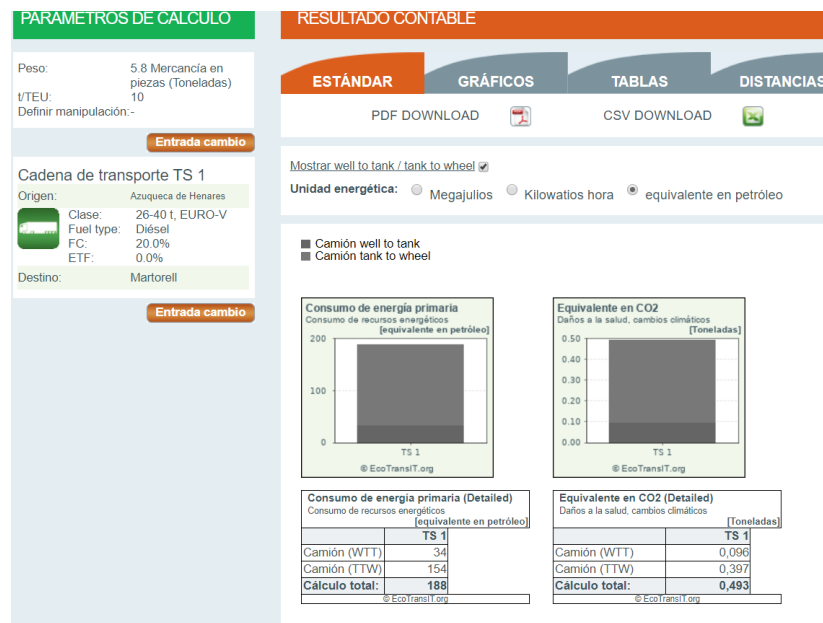 PARÁMETROS DE CÁLCULO
RESULTADO CONTABLE
Peso: 5.8 Mercancía en
piezas (Toneladas)
t/TEU: 10
Definir manipulación:-
Entrada cambio
Cadena de transporte TS 1
Origen: Azuqueca de Henares
Clase: 26-40 t, EURO-V
Fuel type: Diésel
FC: 20.0%
ETF: 0.0%
Destino: Martorell
Entrada cambio
ESTÁNDAR GRÁFICOS TABLAS DISTANCIAS
PDF DOWNLOAD CSV DOWNLOAD
Mostrar well to tank / tank to wheel
Unidad energética: Megajulios Kilowatios hora equivalente en petróleo
Camión well to tank
Camión tank to wheel
Consumo de energía primaria
Consumo de recursos energéticos
[equivalente en petróleo]
200
100
0
TS 1
© EcoTransIT.org
Equivalente en CO2
Daños a la salud, cambios climáticos
[Toneladas]
0.50
0.40
0.30
0.20
0.10
0.00
TS 1
© EcoTransIT.org
Consumo de energía primaria (Detailed)
Consumo de recursos energéticos
[equivalente en petróleo]
TS 1
Camión (WTT) 34
Camión (TTW) 154
Cálculo total: 188
© EcoTransIT.org
Equivalente en CO2 (Detailed)
Daños a la salud, cambios climáticos
[Toneladas]
TS 1
Camión (WTT) 0,096
Camión (TTW) 0,397
Cálculo total: 0,493
© EcoTransIT.org